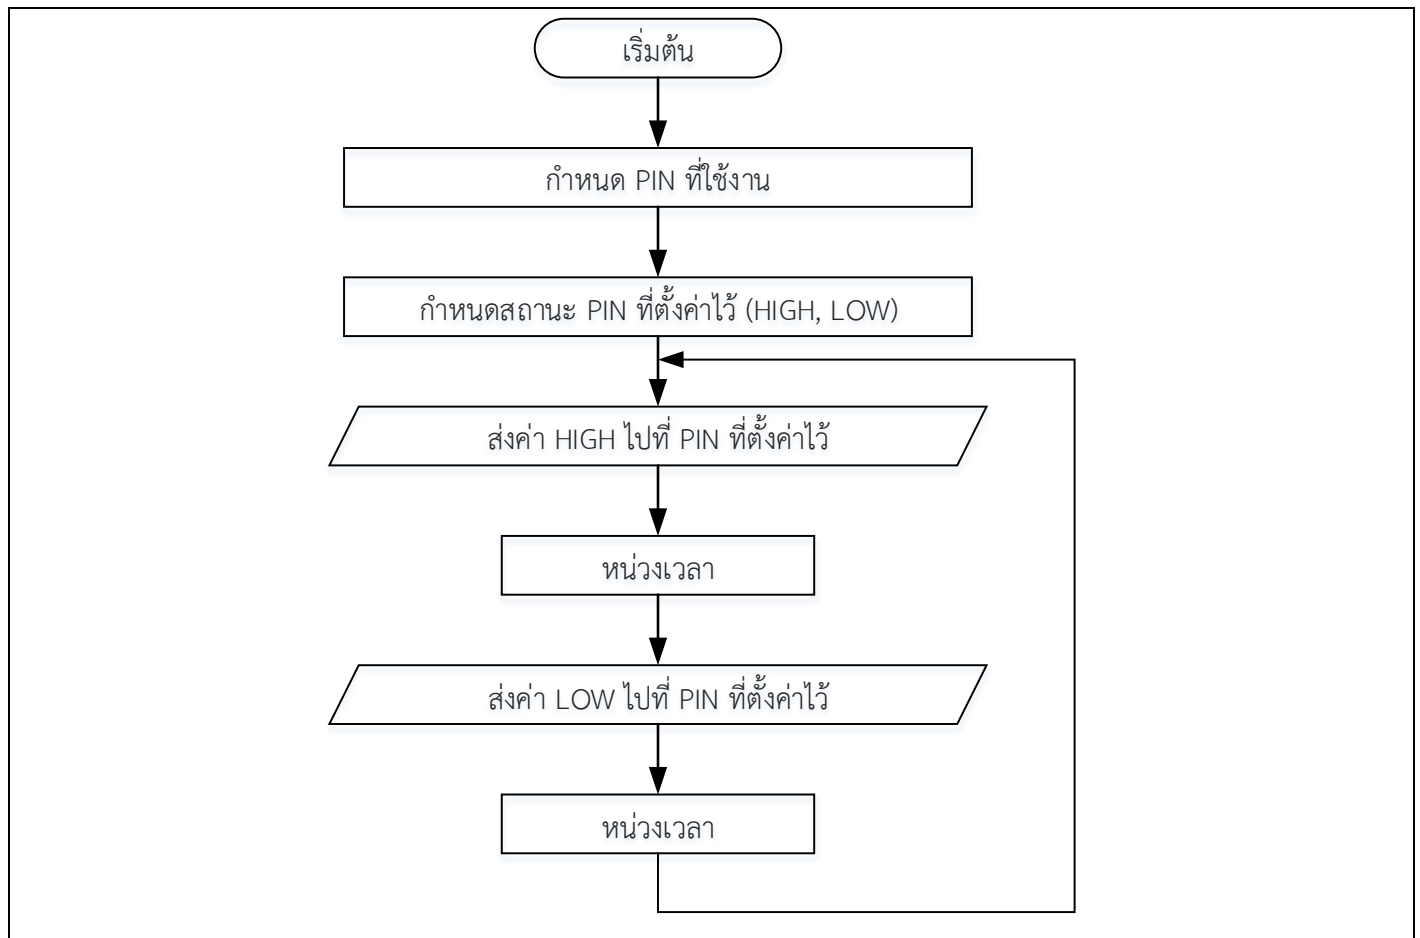 เริ่มต้น
กำหนด PIN ที่ใช้งาน
กำหนดสถานะ PIN ที่ตั้งค่าไว้ (HIGH, LOW)
ส่งค่า HIGH ไปที่ PIN ที่ตั้งค่าไว้
หน่วงเวลา
ส่งค่า LOW ไปที่ PIN ที่ตั้งค่าไว้
หน่วงเวลา